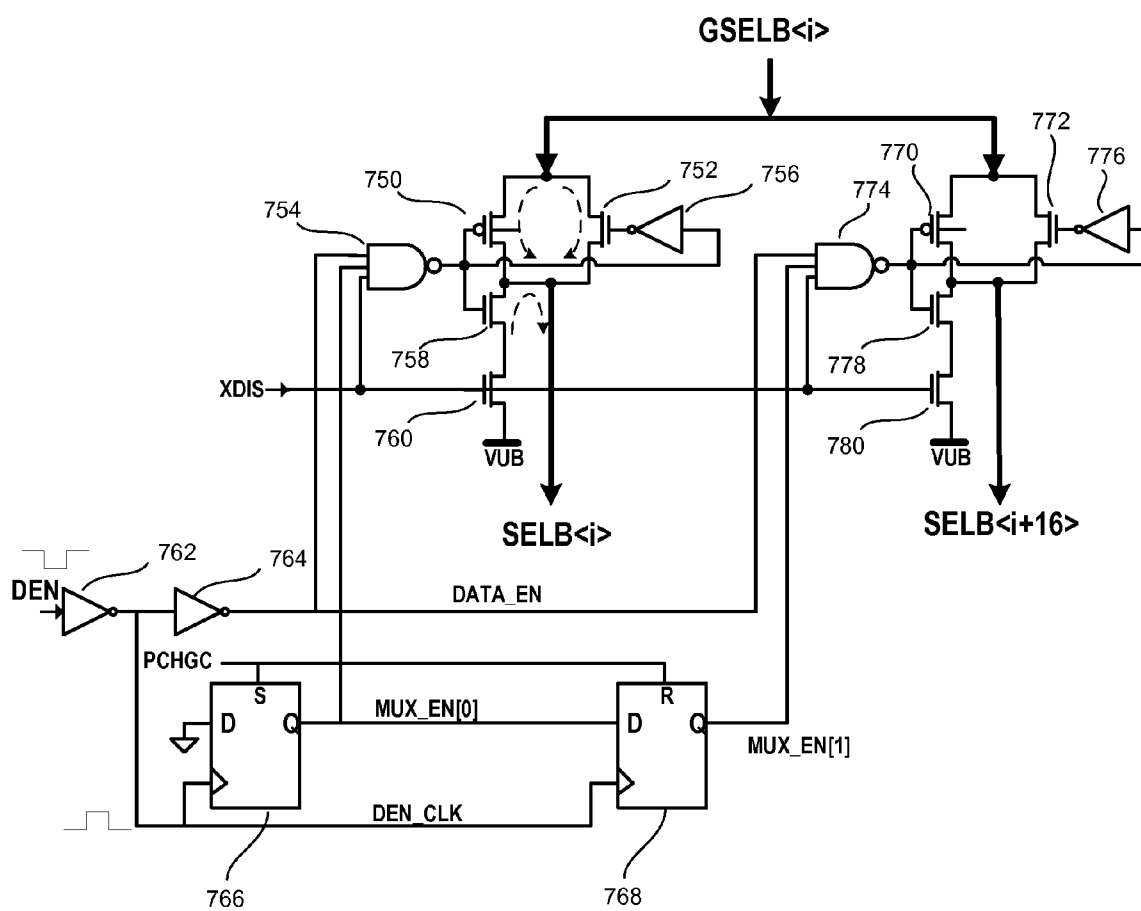 GSELB<i>
772
770
776
752
756
750
774
754
758
778
XDIS
760
780
VUB
VUB
SELB<i>
SELB<i+16>
762
764
DEN
DATA_EN
PCHGC
S
R
D
Q
MUX_EN[0]
D
Q
MUX_EN[1]
DEN_CLK
766
768